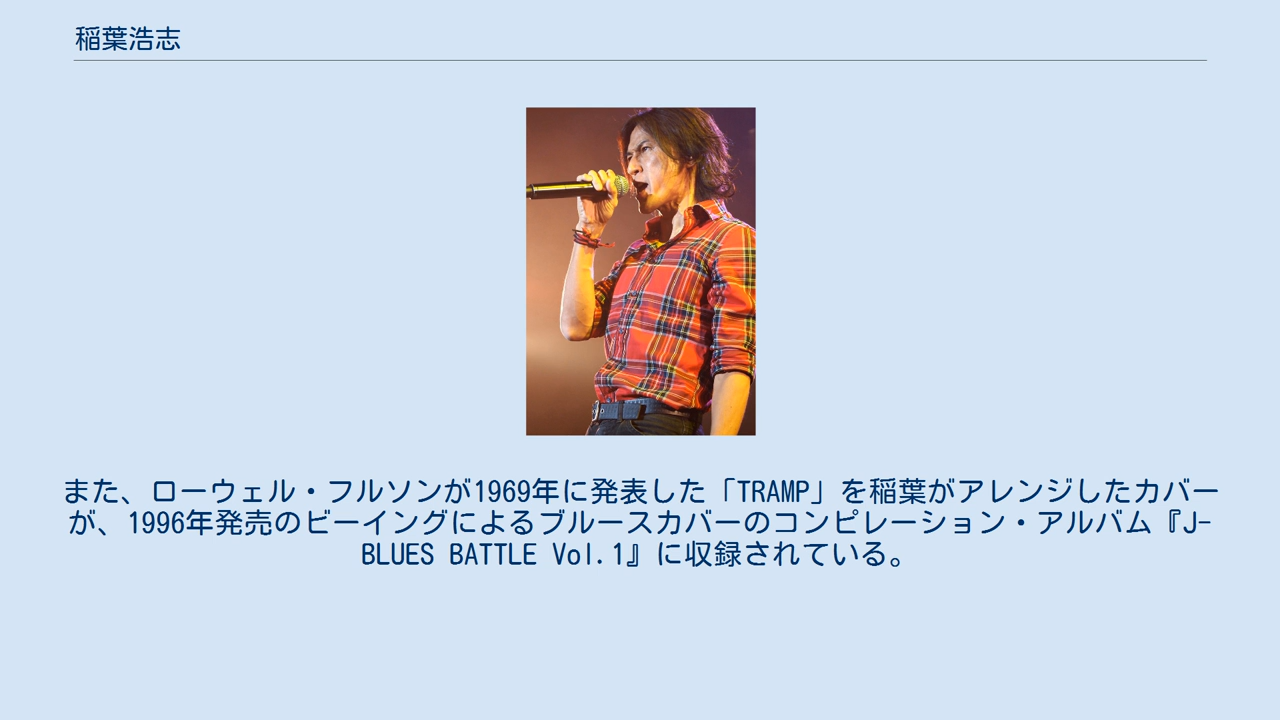 稲葉浩志
また、ローウェル・フルソンが1969年に発表した「TRAMP」を稲葉がアレンジしたカバー
が、1996年発売のビーイングによるブルースカバーのコンピレーション・アルバム『J-
BLUES BATTLE Vol.1』に収録されている。